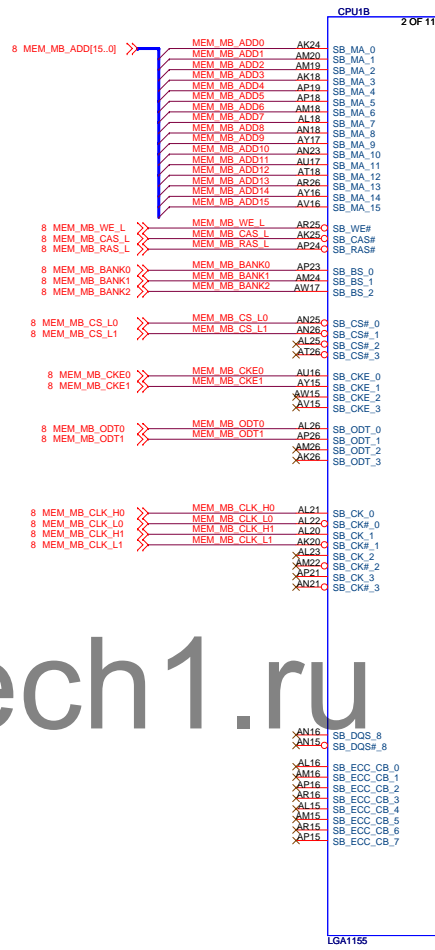 CPU1B
2 OF 11
8 MEM_MB_ADD[15..0]
MEM_MB_ADD0 AK24 SB_MA_0
MEM_MB_ADD1 AM20 SB_MA_1
MEM_MB_ADD2 AM19 SB_MA_2
MEM_MB_ADD3 AK18 SB_MA_3
MEM_MB_ADD4 AP19 SB_MA_4
MEM_MB_ADD5 AP18 SB_MA_5
MEM_MB_ADD6 AM18 SB_MA_6
MEM_MB_ADD7 AL18 SB_MA_7
MEM_MB_ADD8 AN18 SB_MA_8
MEM_MB_ADD9 AY17 SB_MA_9
MEM_MB_ADD10 AN23 SB_MA_10
MEM_MB_ADD11 AU17 SB_MA_11
MEM_MB_ADD12 AT18 SB_MA_12
MEM_MB_ADD13 AR26 SB_MA_13
MEM_MB_ADD14 AY16 SB_MA_14
MEM_MB_ADD15 AV16 SB_MA_15
8 MEM_MB_WE_L MEM_MB_WE_L AR25 SB_WE#
8 MEM_MB_CAS_L MEM_MB_CAS_L AK25 SB_CAS#
8 MEM_MB_RAS_L MEM_MB_RAS_L AP24 SB_RAS#
8 MEM_MB_BANK0 MEM_MB_BANK0 AP23 SB_BS_0
8 MEM_MB_BANK1 MEM_MB_BANK1 AM24 SB_BS_1
8 MEM_MB_BANK2 MEM_MB_BANK2 AW17 SB_BS_2
8 MEM_MB_CS_L0 MEM_MB_CS_L0 AN25 SB_CS#_0
8 MEM_MB_CS_L1 MEM_MB_CS_L1 AN26 SB_CS#_1
AL25 SB_CS#_2
AT26 SB_CS#_3
8 MEM_MB_CKE0 MEM_MB_CKE0 AU16 SB_CKE_0
8 MEM_MB_CKE1 MEM_MB_CKE1 AY15 SB_CKE_1
AW15 SB_CKE_2
AV15 SB_CKE_3
8 MEM_MB_ODT0 MEM_MB_ODT0 AL26 SB_ODT_0
8 MEM_MB_ODT1 MEM_MB_ODT1 AP26 SB_ODT_1
AM26 SB_ODT_2
AK26 SB_ODT_3
8 MEM_MB_CLK_H0 MEM_MB_CLK_H0 AL21 SB_CK_0
8 MEM_MB_CLK_L0 MEM_MB_CLK_L0 AL22 SB_CK#_0
8 MEM_MB_CLK_H1 MEM_MB_CLK_H1 AL20 SB_CK_1
8 MEM_MB_CLK_L1 MEM_MB_CLK_L1 AK20 SB_CK#_1
AL23 SB_CK_2
AM22 SB_CK#_2
AP21 SB_CK_3
AN21 SB_CK#_3
ech1.ru
AN16 SB_DQS_8
AN15 SB_DQS#_8
AL16 SB_ECC_CB_0
AM16 SB_ECC_CB_1
AP16 SB_ECC_CB_2
AR16 SB_ECC_CB_3
AL15 SB_ECC_CB_4
AM15 SB_ECC_CB_5
AR15 SB_ECC_CB_6
AP15 SB_ECC_CB_7
LGA1155